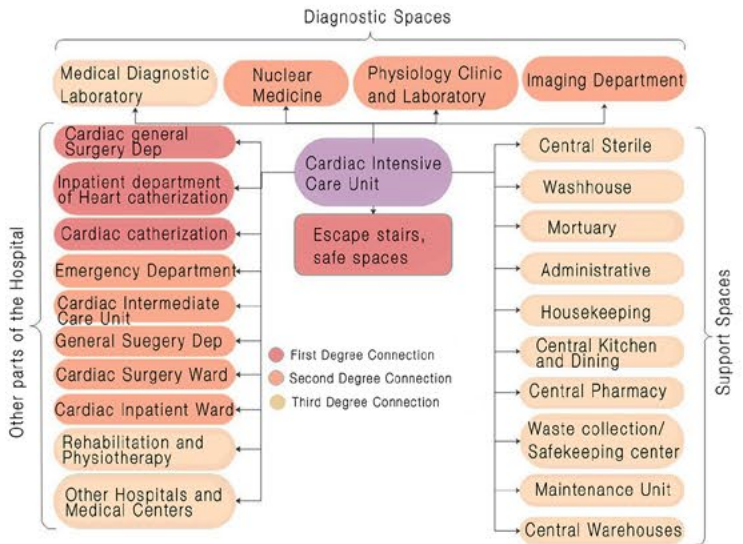 Diagnostic Spaces
Medical Diagnostic
Laboratory
Nuclear
Medicine
Physiology Clinic
and Laboratory
Imaging Department
Other parts of the Hospital
Cardiac general
Surgery Dep
Inpatient department
of Heart catherization
Cardiac catherization
Emergency Department
Cardiac Intermediate
Care Unit
General Suegery Dep
Cardiac Surgery Ward
Cardiac Inpatient Ward
Rehabilitation and
Physiotherapy
Other Hospitals and
Medical Centers
Cardiac Intensive
Care Unit
Escape stairs,
safe spaces
First Degree Connection
Second Degree Connection
Third Degree Connection
Central Sterile
Washhouse
Mortuary
Administrative
Housekeeping
Central Kitchen
and Dining
Central Pharmacy
Waste collection/
Safekeeping center
Maintenance Unit
Central Warehouses
Support Spaces